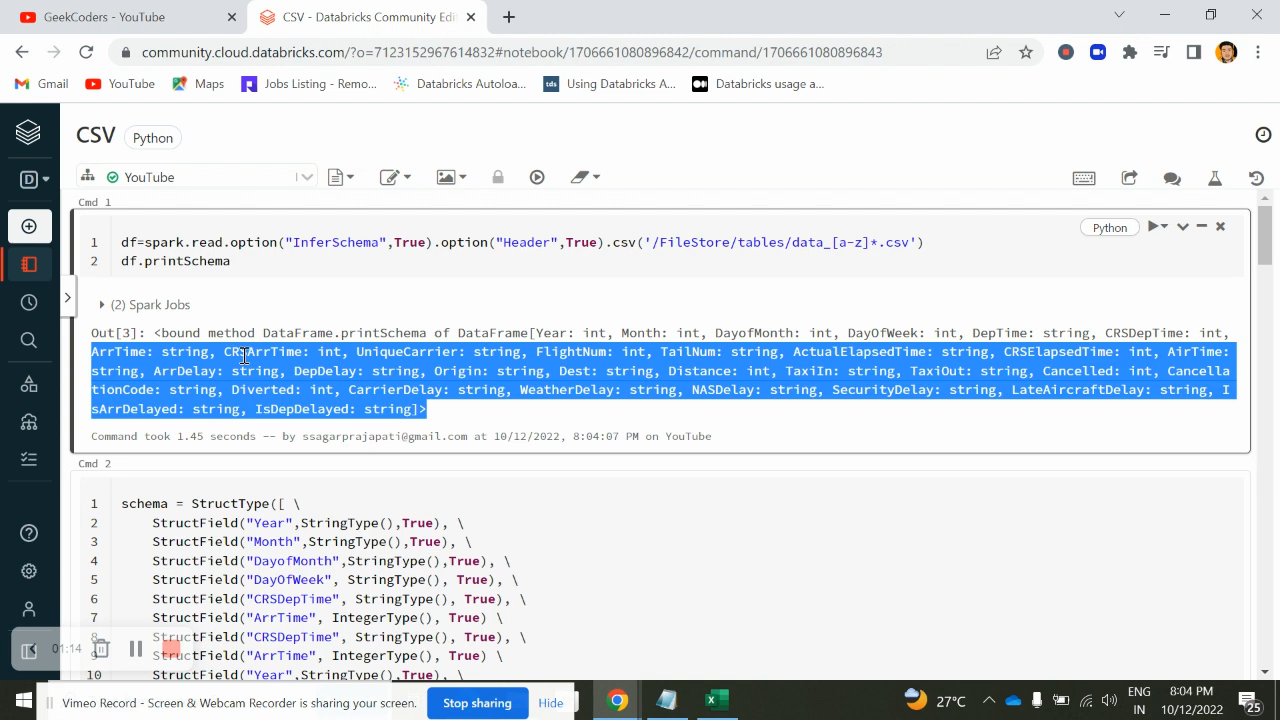 GeekCoders - YouTube
CSV - Databricks Community Edi
community.cloud.databricks.com/?o=7123152967614832#notebook/1706661080896842/command/1706661080896843
Gmail YouTube Maps Jobs Listing - Remo... Databricks Autoloa... tds Using Databricks A... Databricks usage a...
CSV Python
D YouTube
Cmd 1
Python
1 df=spark.read.option("InferSchema",True).option("Header",True).csv('/FileStore/tables/data_[a-z]*.csv')
2 df.printSchema
(2) Spark Jobs
Out[3]: <bound method DataFrame.printSchema of DataFrame[Year: int, Month: int, DayofMonth: int, DayOfWeek: int, DepTime: string, CRSDepTime: int,
ArrTime: string, CRSArrTime: int, UniqueCarrier: string, FlightNum: int, TailNum: string, ActualElapsedTime: string, CRSElapsedTime: int, AirTime:
string, ArrDelay: string, DepDelay: string, Origin: string, Dest: string, Distance: int, TaxiIn: string, TaxiOut: string, Cancelled: int, Cancella
tionCode: string, Diverted: int, CarrierDelay: string, WeatherDelay: string, NASDelay: string, SecurityDelay: string, LateAircraftDelay: string, I
sArrDelayed: string, IsDepDelayed: string]>
Command took 1.45 seconds -- by ssagarprajapati@gmail.com at 10/12/2022, 8:04:07 PM on YouTube
Cmd 2
1 schema = StructType([ \
2 StructField("Year",StringType(),True), \
3 StructField("Month",StringType(),True), \
4 StructField("DayofMonth",StringType(),True), \
5 StructField("DayOfWeek", StringType(), True), \
6 StructField("CRSDepTime", StringType(), True), \
7 StructField("ArrTime", IntegerType(), True) \
8 StructField("CRSDepTime", StringType(), True), \
9 StructField("ArrTime", IntegerType(), True) \
10 StructField("Year",StringType(),True), \
01:14
Vimeo Record - Screen & Webcam Recorder is sharing your screen. Stop sharing Hide
27°C
ENG
IN
8:04 PM
10/12/2022
25